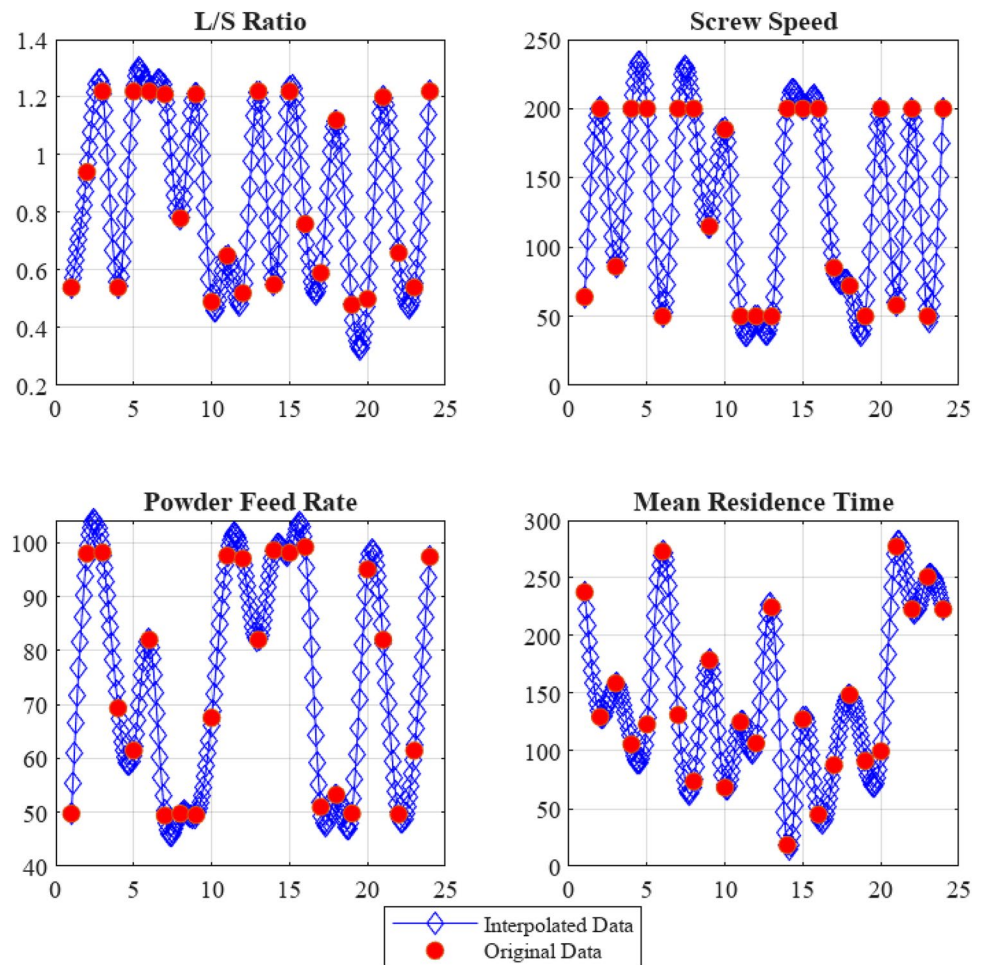 L/S Ratio
1.4
1.2
1
0.8
0.6
0.4
0.2
0 5 10 15 20 25
Screw Speed
250
200
150
100
50
0
0 5 10 15 20 25
Powder Feed Rate
100
90
80
70
60
50
40
0 5 10 15 20 25
Mean Residence Time
300
250
200
150
100
50
0
0 5 10 15 20 25
Interpolated Data
Original Data